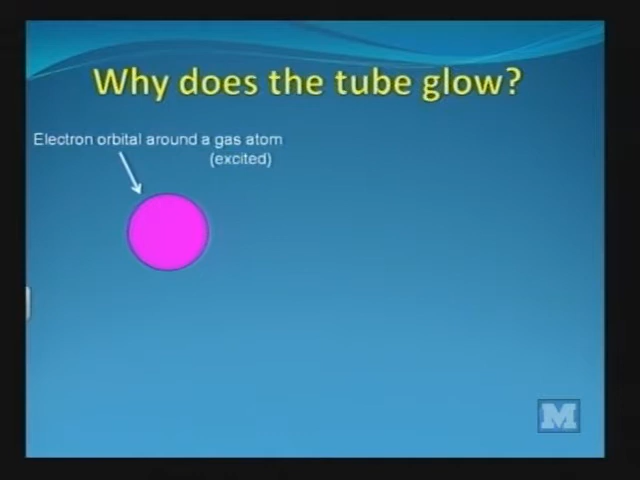 Why does the tube glow?
Electron orbital around a gas atom
(excited)
M